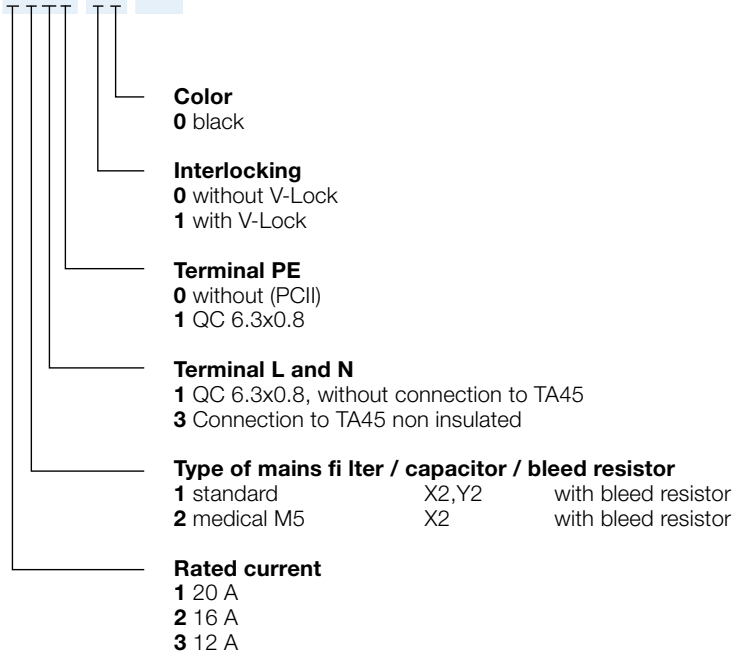 Color
0 black
Interlocking
0 without V-Lock
1 with V-Lock
Terminal PE
0 without (PCII)
1 QC 6.3x0.8
Terminal L and N
1 QC 6.3x0.8, without connection to TA45
3 Connection to TA45 non insulated
Type of mains fi lter / capacitor / bleed resistor
1 standard X2,Y2 with bleed resistor
2 medical M5 X2 with bleed resistor
Rated current
1 20 A
2 16 A
3 12 A